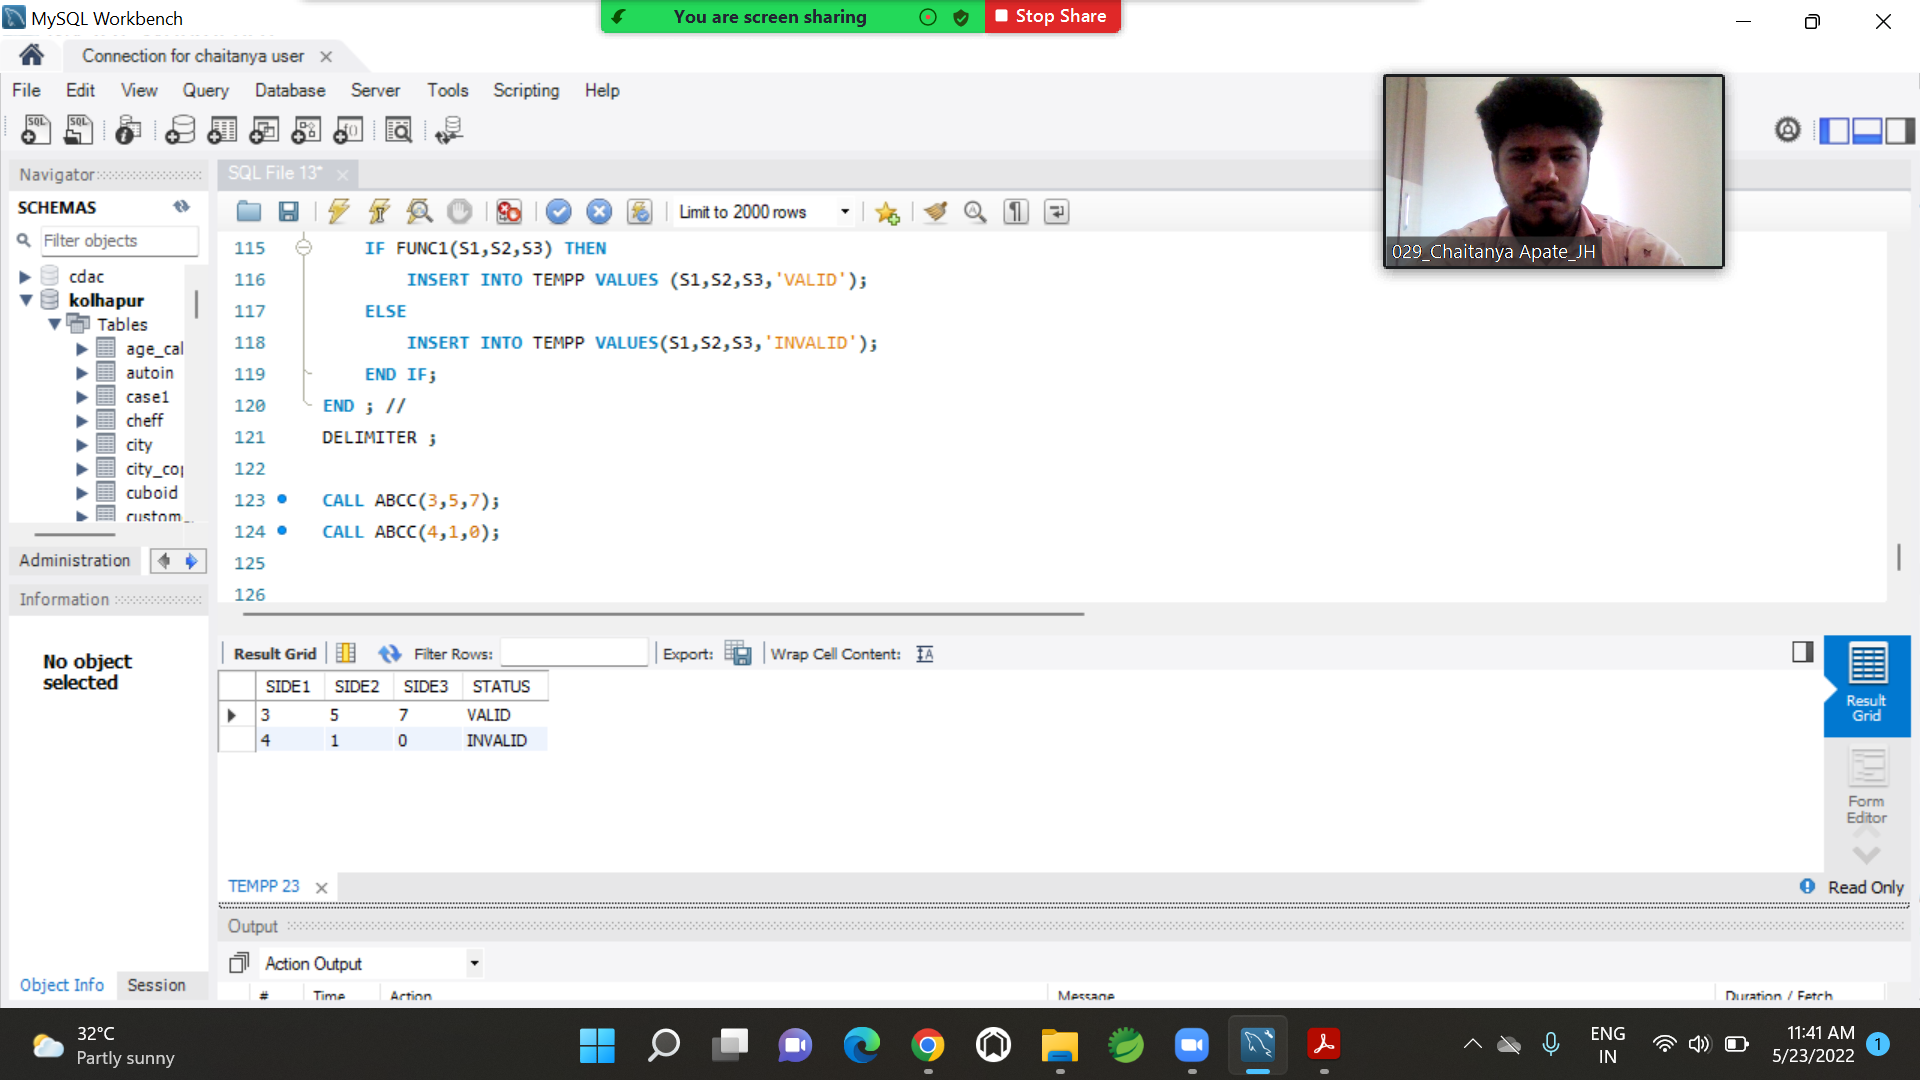 MySQL Workbench
You are screen sharing
Stop Share
Connection for chaitanya user
File Edit View Query Database Server Tools Scripting Help
029_Chaitanya Apate_JH
Navigator
SQL File 13*
SCHEMAS
Limit to 2000 rows
Filter objects
cdac
kolhapur
Tables
age_cal
autoin
case1
cheff
city
city_co
cuboid
custom
115 IF FUNC1(S1,S2,S3) THEN
116 INSERT INTO TEMPP VALUES (S1,S2,S3,'VALID');
117 ELSE
118 INSERT INTO TEMPP VALUES(S1,S2,S3,'INVALID');
119 END IF;
120 END ; //
121 DELIMITER ;
122
123 CALL ABCC(3,5,7);
124 CALL ABCC(4,1,0);
125
126
Administration
Information
No object
selected
Result Grid Filter Rows: Export: Wrap Cell Content:
SIDE1 SIDE2 SIDE3 STATUS
3 5 7 VALID
4 1 0 INVALID
Result
Grid
Form
Editor
TEMPP 23
Read Only
Output
Action Output
# Time Action Message Duration / Fetch
Object Info Session
32°C
Partly sunny
ENG
IN
11:41 AM
5/23/2022
1